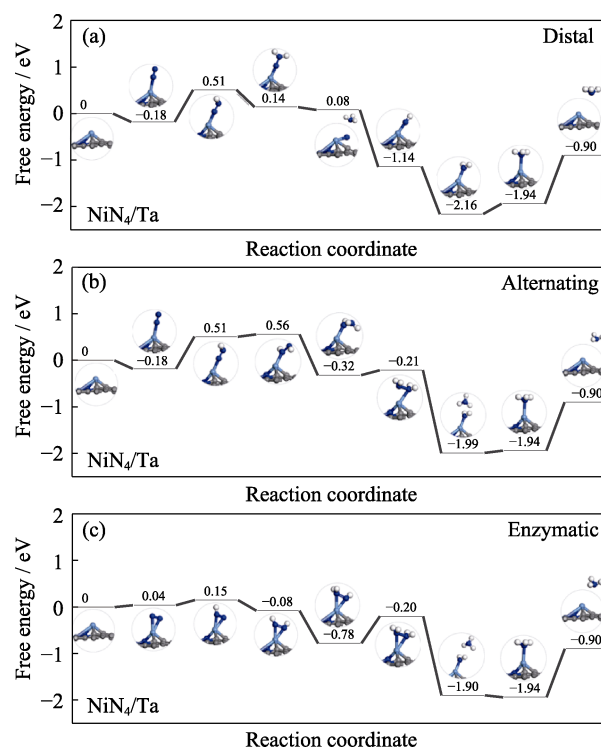 (a)
Distal
Free energy / eV
2
1
0
−1
−2
0
−0.18
0.51
0.14
0.08
−1.14
−2.16
−1.94
−0.90
NiN₄/Ta
Reaction coordinate
(b)
Alternating
Free energy / eV
2
1
0
−1
−2
0
−0.18
0.51
0.56
−0.32
−0.21
−1.99
−1.94
−0.90
NiN₄/Ta
Reaction coordinate
(c)
Enzymatic
Free energy / eV
2
1
0
−1
−2
0
0.04
0.15
−0.08
−0.78
−0.20
−1.90
−1.94
−0.90
NiN₄/Ta
Reaction coordinate